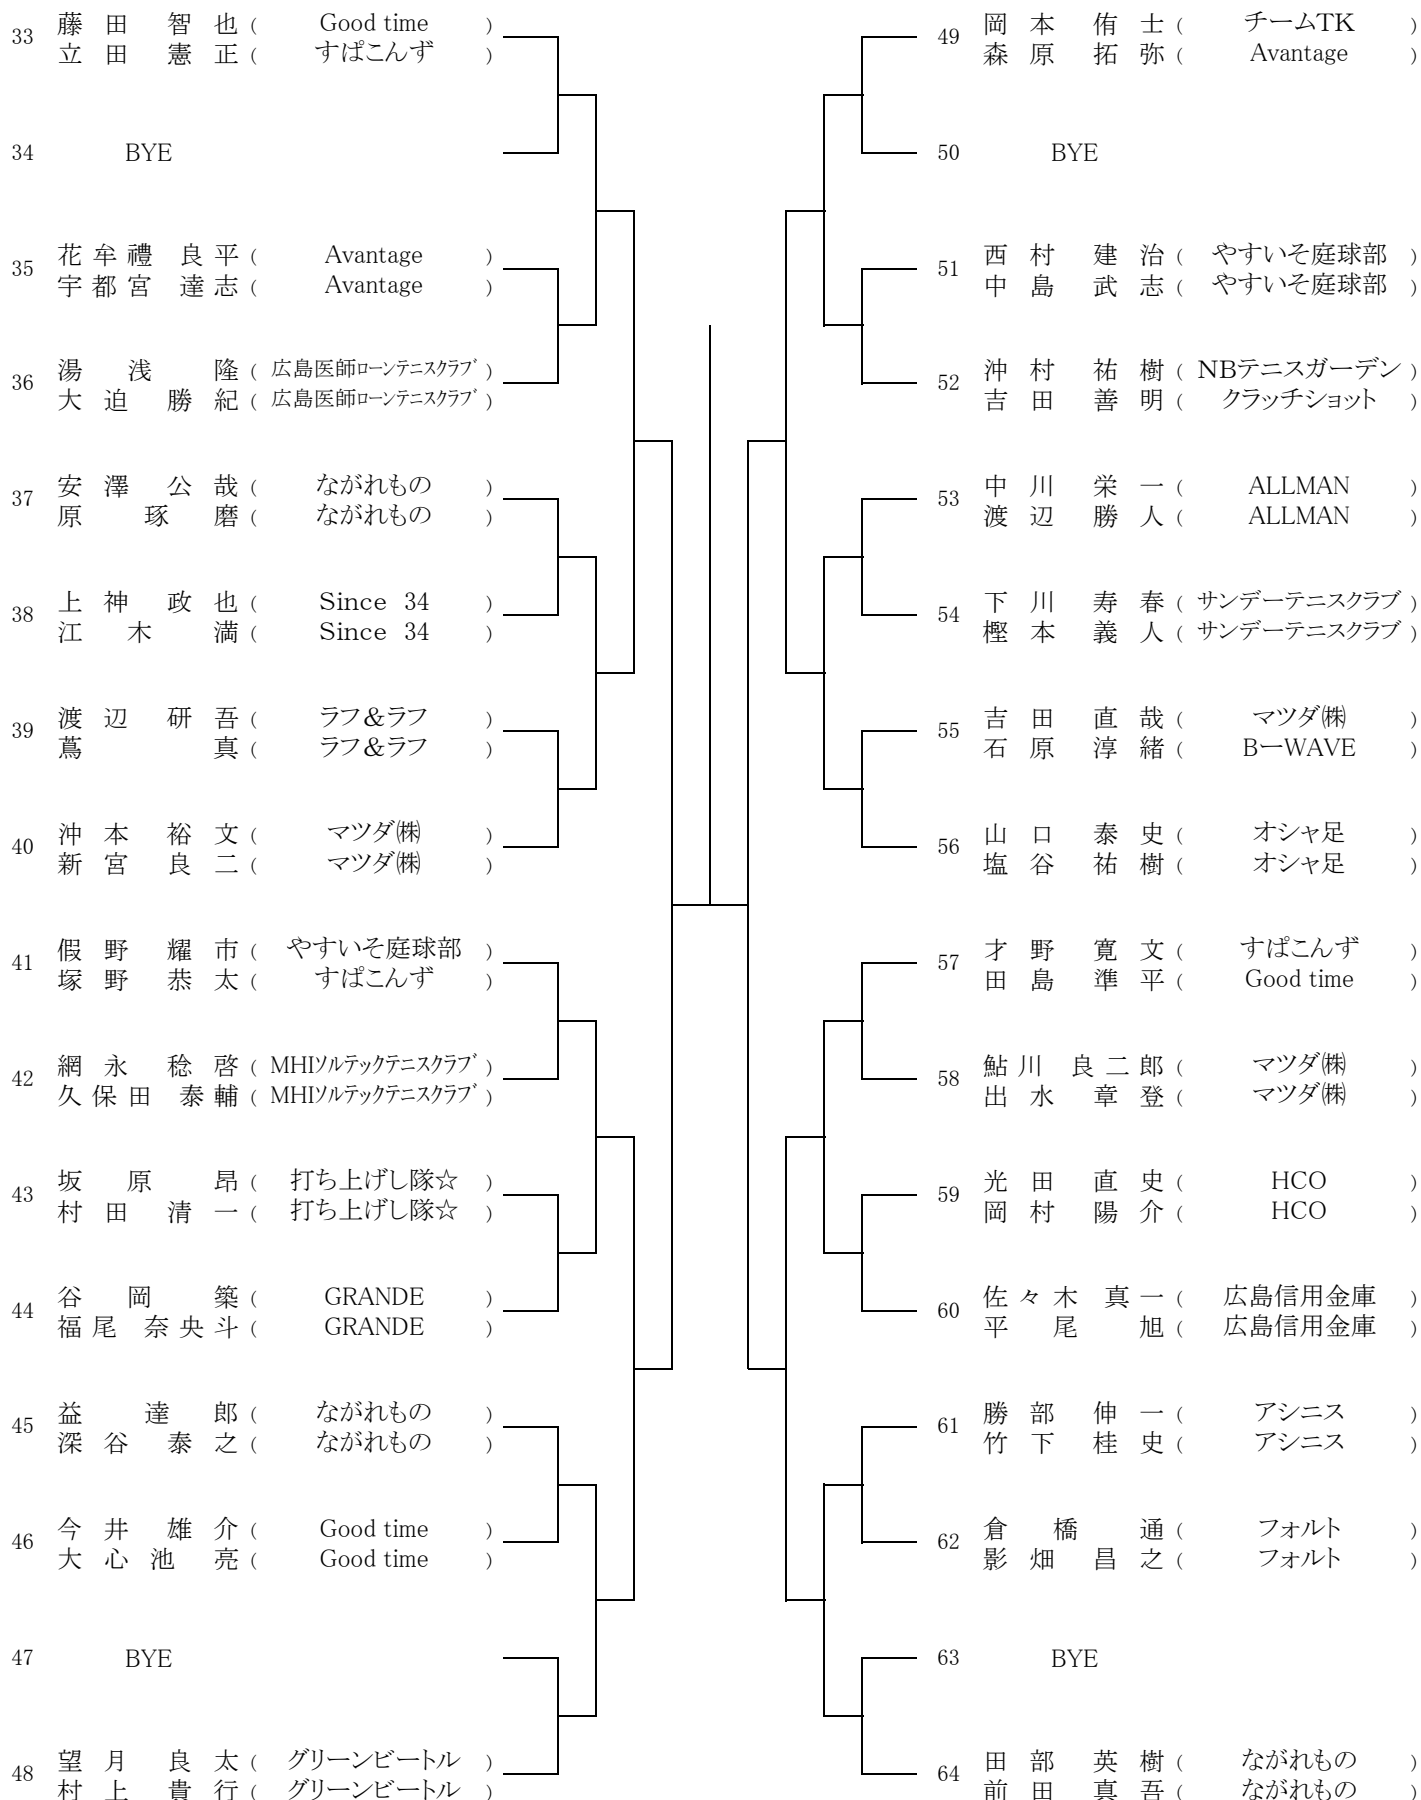 33 藤田 智也 ( Good time )
立田 憲正 ( すぱこんず )
34 BYE
35 花牟禮 良平 ( Avantage )
宇都宮 達志 ( Avantage )
36 湯浅 隆 ( 広島医師ローンテニスクラブ )
大迫 勝紀 ( 広島医師ローンテニスクラブ )
37 安澤 公哉 ( ながれもの )
原 琢磨 ( ながれもの )
38 上神 政也 ( Since 34 )
江木 満 ( Since 34 )
39 渡辺 研吾 ( ラフ&ラフ )
蔦 真 ( ラフ&ラフ )
40 沖本 裕文 ( マツダ㈱ )
新宮 良二 ( マツダ㈱ )
41 假野 耀市 ( やすいそ庭球部 )
塚野 恭太 ( すぱこんず )
42 網永 稔啓 ( MHIソルテックテニスクラブ )
久保田 泰輔 ( MHIソルテックテニスクラブ )
43 坂原 昂 ( 打ち上げし隊☆ )
村田 清一 ( 打ち上げし隊☆ )
44 谷岡 築 ( GRANDE )
福尾 奈央斗 ( GRANDE )
45 益 達郎 ( ながれもの )
深谷 泰之 ( ながれもの )
46 今井 雄介 ( Good time )
大心池 亮 ( Good time )
47 BYE
48 望月 良太 ( グリーンビートル )
村上 貴行 ( グリーンビートル )
49 岡本 侑士 ( チームTK )
森原 拓弥 ( Avantage )
50 BYE
51 西村 建治 ( やすいそ庭球部 )
中島 武志 ( やすいそ庭球部 )
52 沖村 祐樹 ( NBテニスガーデン )
吉田 善明 ( クラッチショット )
53 中川 栄一 ( ALLMAN )
渡辺 勝人 ( ALLMAN )
54 下川 寿春 ( サンデーテニスクラブ )
樫本 義人 ( サンデーテニスクラブ )
55 吉田 直哉 ( マツダ㈱ )
石原 淳緒 ( BーWAVE )
56 山口 泰史 ( オシャ足 )
塩谷 祐樹 ( オシャ足 )
57 才野 寛文 ( すぱこんず )
田島 準平 ( Good time )
58 鮎川 良二郎 ( マツダ㈱ )
出水 章登 ( マツダ㈱ )
59 光田 直史 ( HCO )
岡村 陽介 ( HCO )
60 佐々木 真一 ( 広島信用金庫 )
平尾 旭 ( 広島信用金庫 )
61 勝部 伸一 ( アシニス )
竹下 桂史 ( アシニス )
62 倉橋 通 ( フォルト )
影畑 昌之 ( フォルト )
63 BYE
64 田部 英樹 ( ながれもの )
前田 真吾 ( ながれもの )